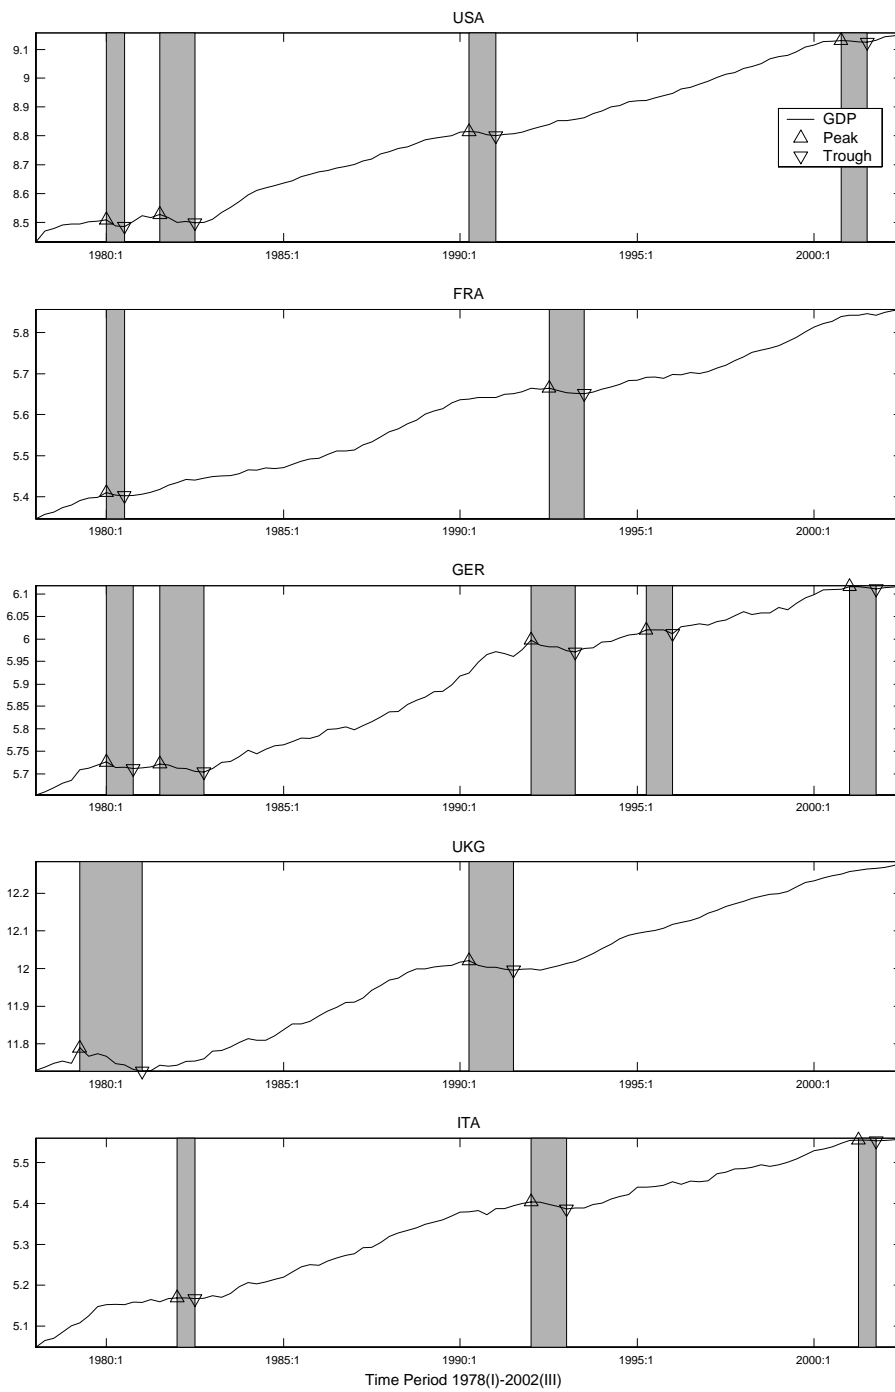 USA
9.1
9
8.9
8.8
8.7
8.6
8.5
GDP
Peak
Trough
1980:1 1985:1 1990:1 1995:1 2000:1
FRA
5.8
5.7
5.6
5.5
5.4
1980:1 1985:1 1990:1 1995:1 2000:1
GER
6.1
6.05
6
5.95
5.9
5.85
5.8
5.75
5.7
1980:1 1985:1 1990:1 1995:1 2000:1
UKG
12.2
12.1
12
11.9
11.8
1980:1 1985:1 1990:1 1995:1 2000:1
ITA
5.5
5.4
5.3
5.2
5.1
1980:1 1985:1 1990:1 1995:1 2000:1
Time Period 1978(I)-2002(III)